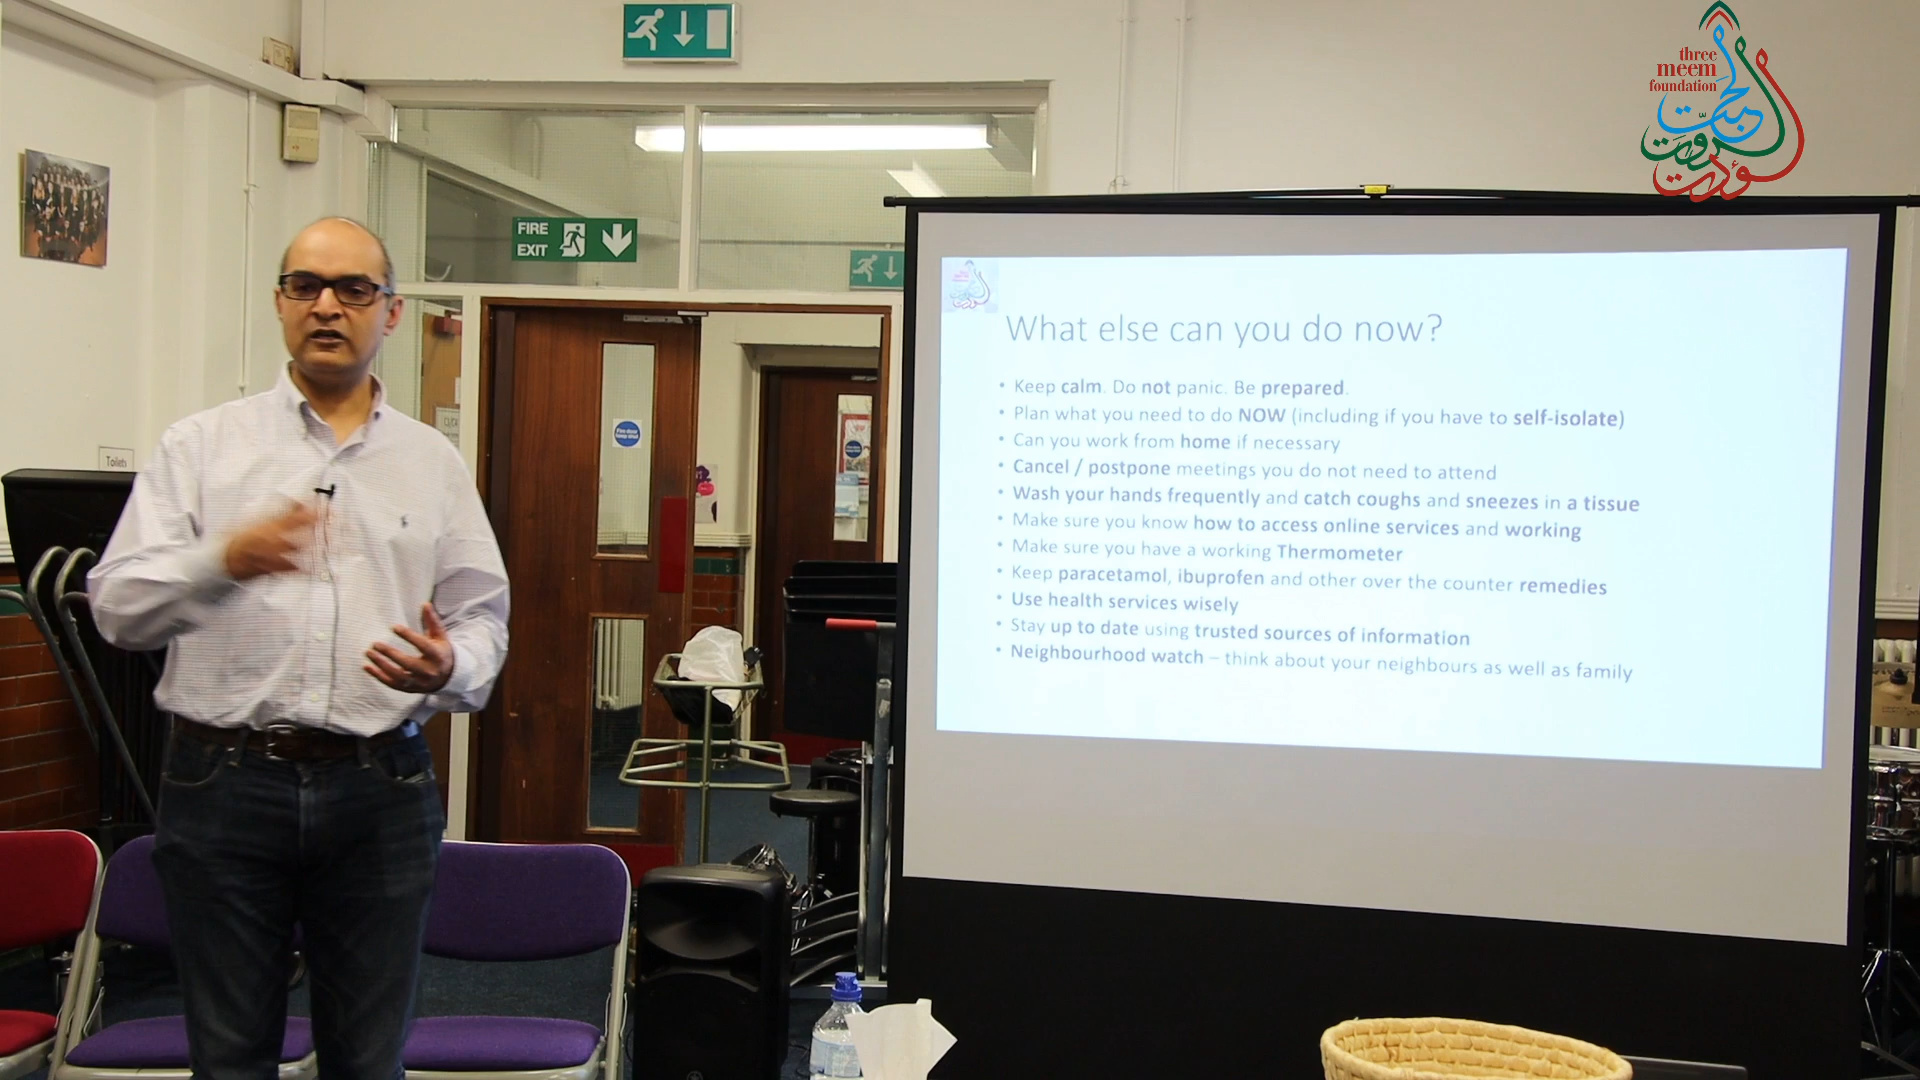 three
meem
foundation
محبت
مروّت
مؤدت
FIRE
EXIT
Toilets
What else can you do now?
• Keep calm. Do not panic. Be prepared.
• Plan what you need to do NOW (including if you have to self-isolate)
• Can you work from home if necessary
• Cancel / postpone meetings you do not need to attend
• Wash your hands frequently and catch coughs and sneezes in a tissue
• Make sure you know how to access online services and working
• Make sure you have a working Thermometer
• Keep paracetamol, ibuprofen and other over the counter remedies
• Use health services wisely
• Stay up to date using trusted sources of information
• Neighbourhood watch – think about your neighbours as well as family